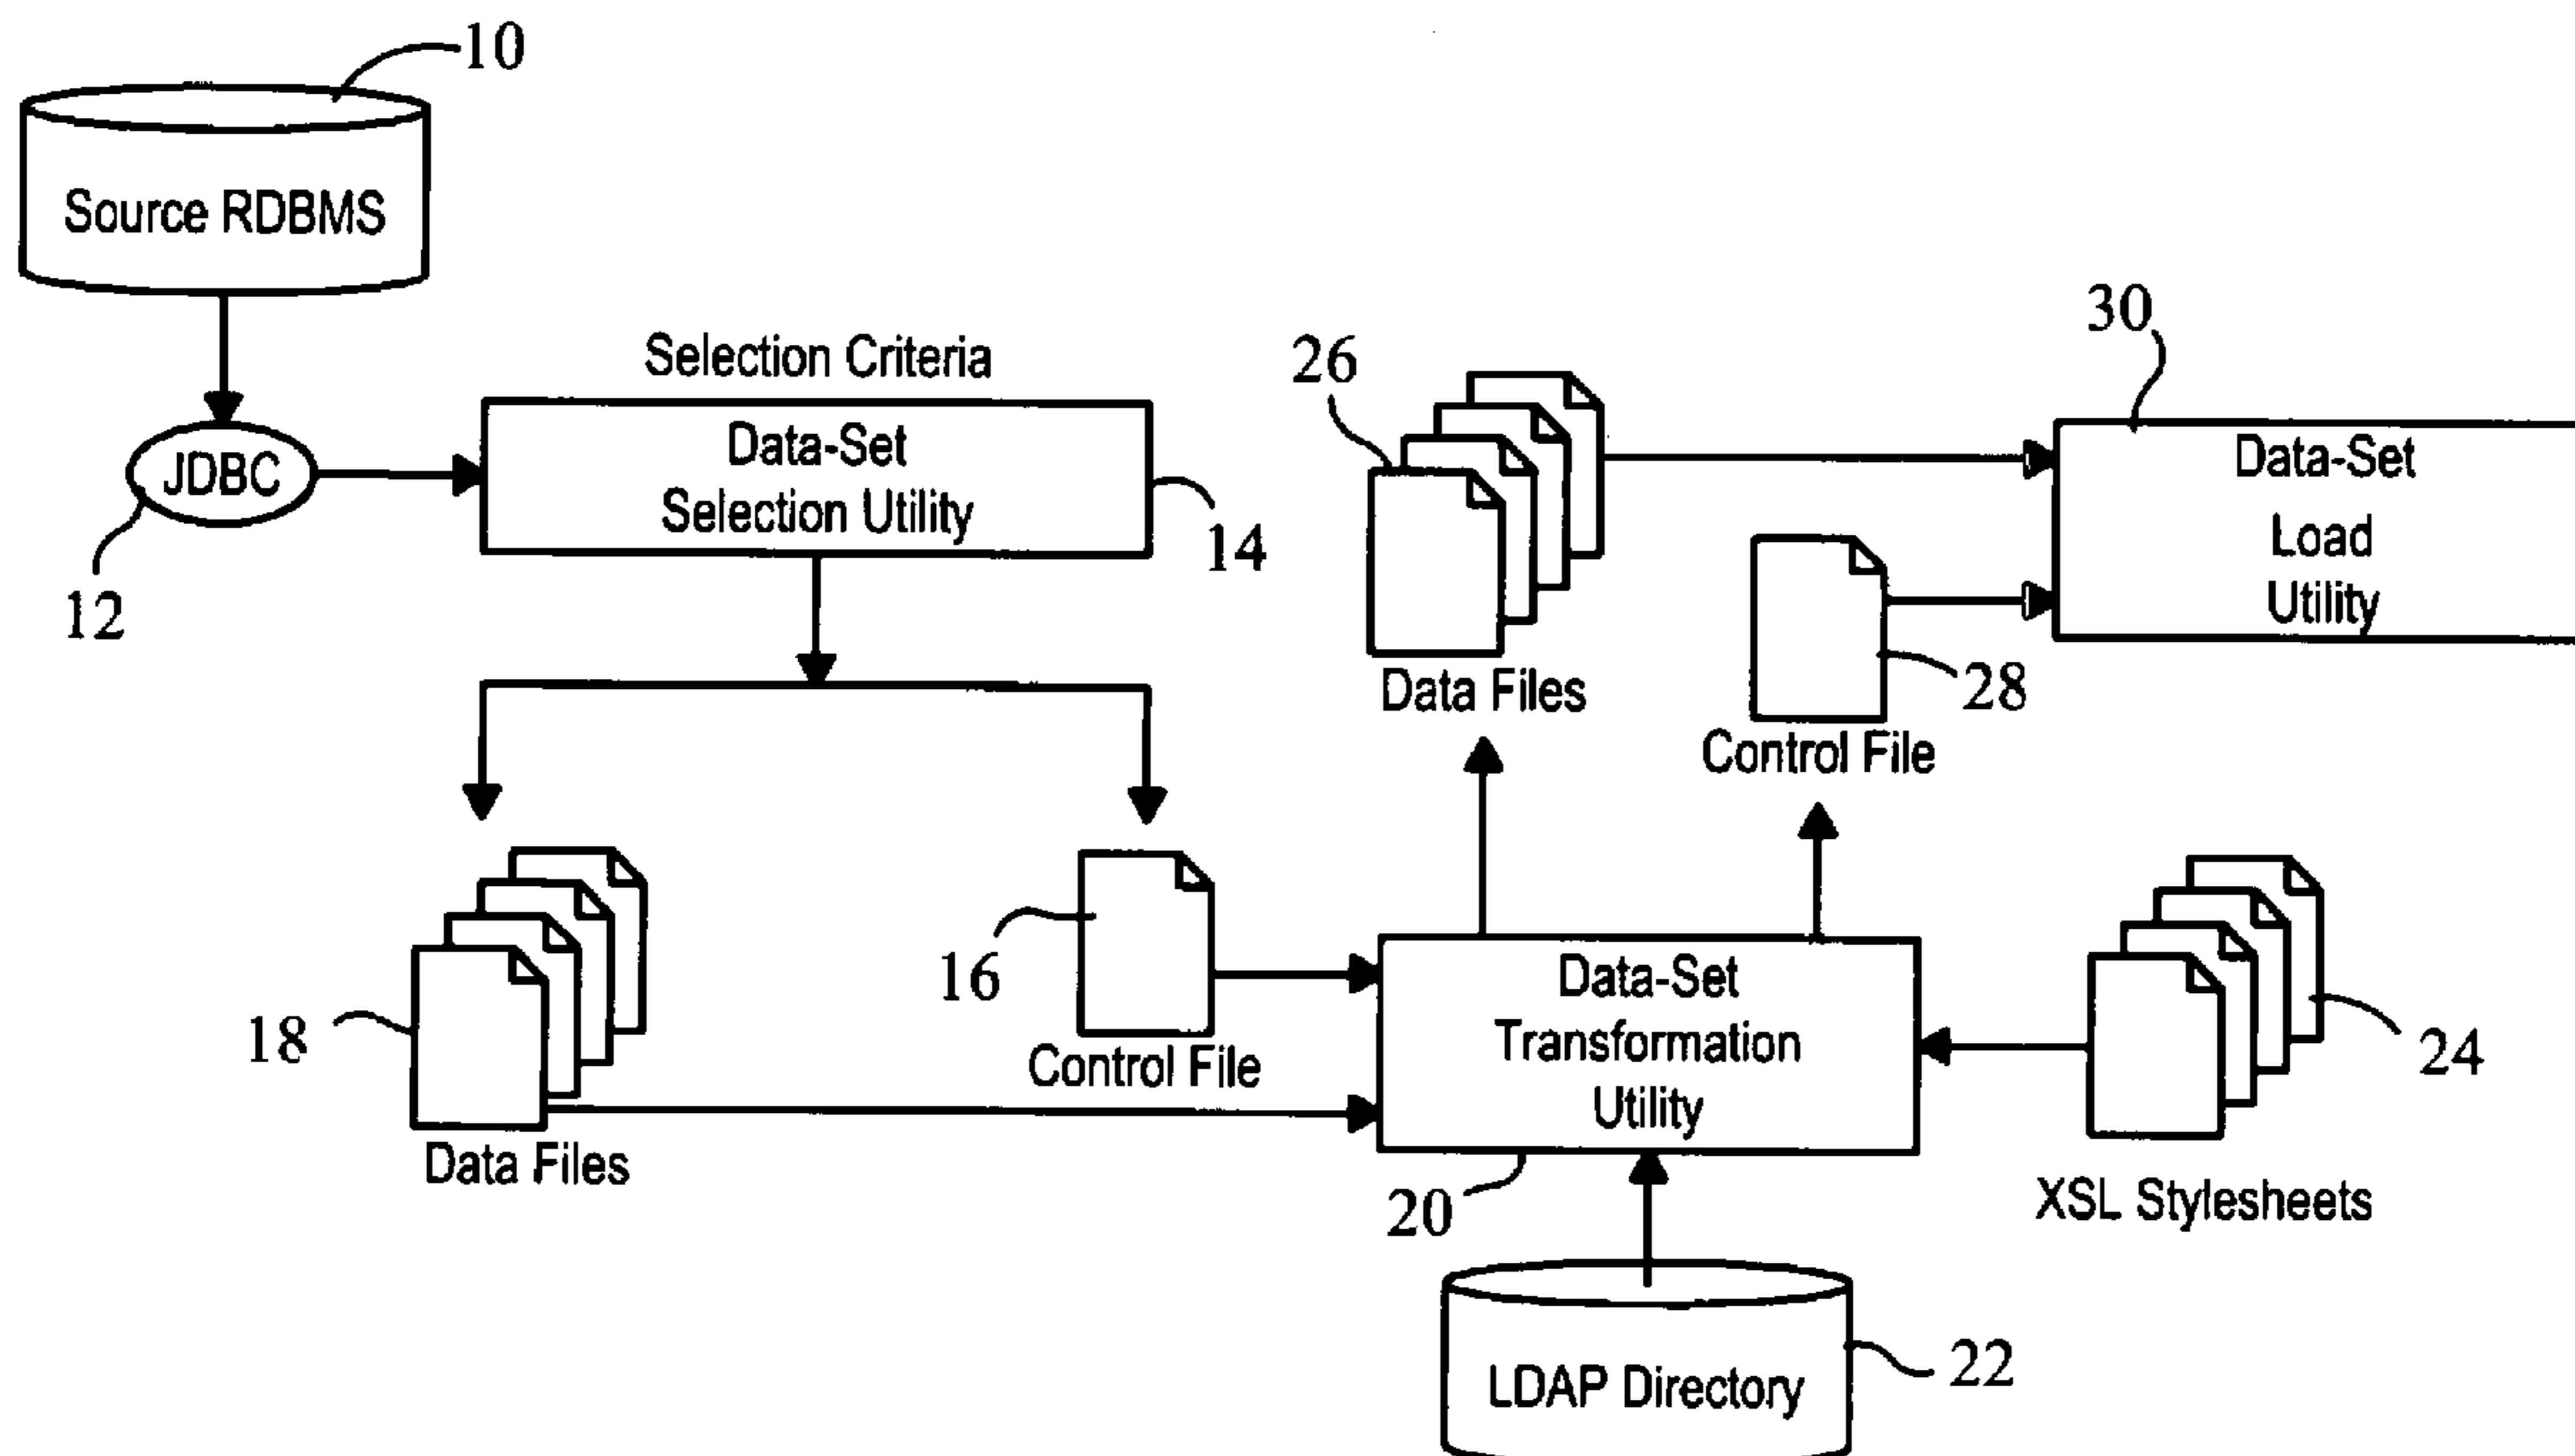 10
Source RDBMS
JDBC
12
Selection Criteria
Data-Set
Selection Utility
14
18
Data Files
16
Control File
26
Data Files
28
Control File
30
Data-Set
Load
Utility
Data-Set
Transformation
Utility
20
24
XSL Stylesheets
LDAP Directory
22